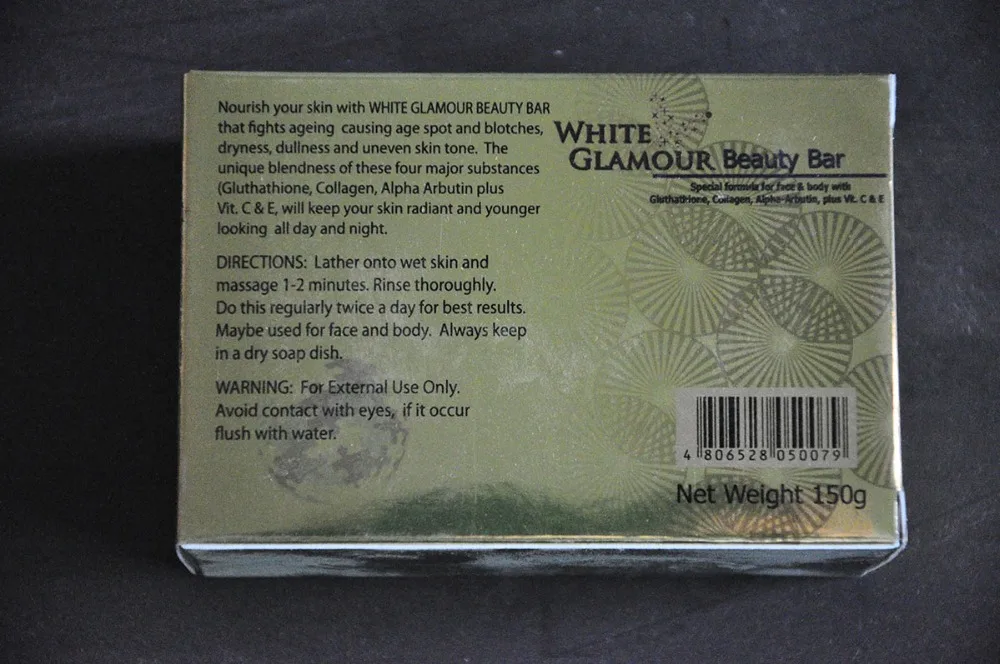 Nourish your skin with WHITE GLAMOUR BEAUTY BAR
that fights ageing causing age spot and blotches,
dryness, dullness and uneven skin tone. The
unique blendness of these four major substances
(Gluthathione, Collagen, Alpha Arbutin plus
Vit. C & E, will keep your skin radiant and younger
looking all day and night.
DIRECTIONS: Lather onto wet skin and
massage 1-2 minutes. Rinse thoroughly.
Do this regularly twice a day for best results.
Maybe used for face and body. Always keep
in a dry soap dish.
WARNING: For External Use Only.
Avoid contact with eyes, if it occur
flush with water.
WHITE
GLAMOUR Beauty Bar
Special formula for face & body with
Gluthathione, Collagen, Alpha-Arbutin, plus Vit. C & E
4 806528 050079
Net Weight 150g